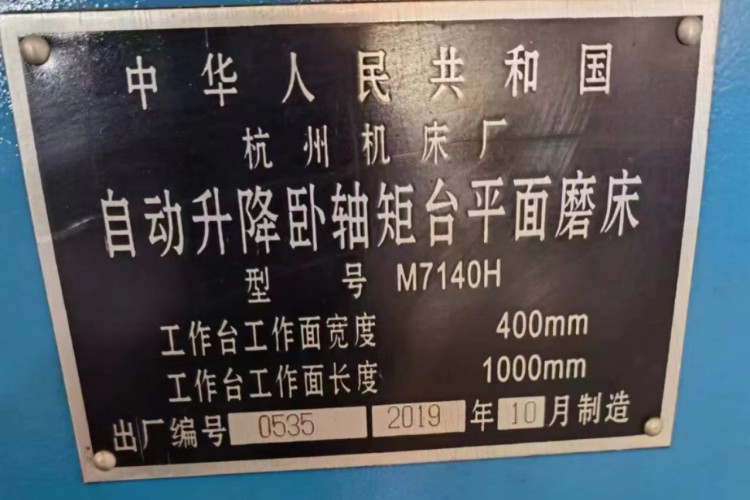 中华人民共和国
杭州机床厂
自动升降卧轴矩台平面磨床
型号 M7140H
工作台工作面宽度 400mm
工作台工作面长度 1000mm
出厂编号 0535 2019 年 10 月制造